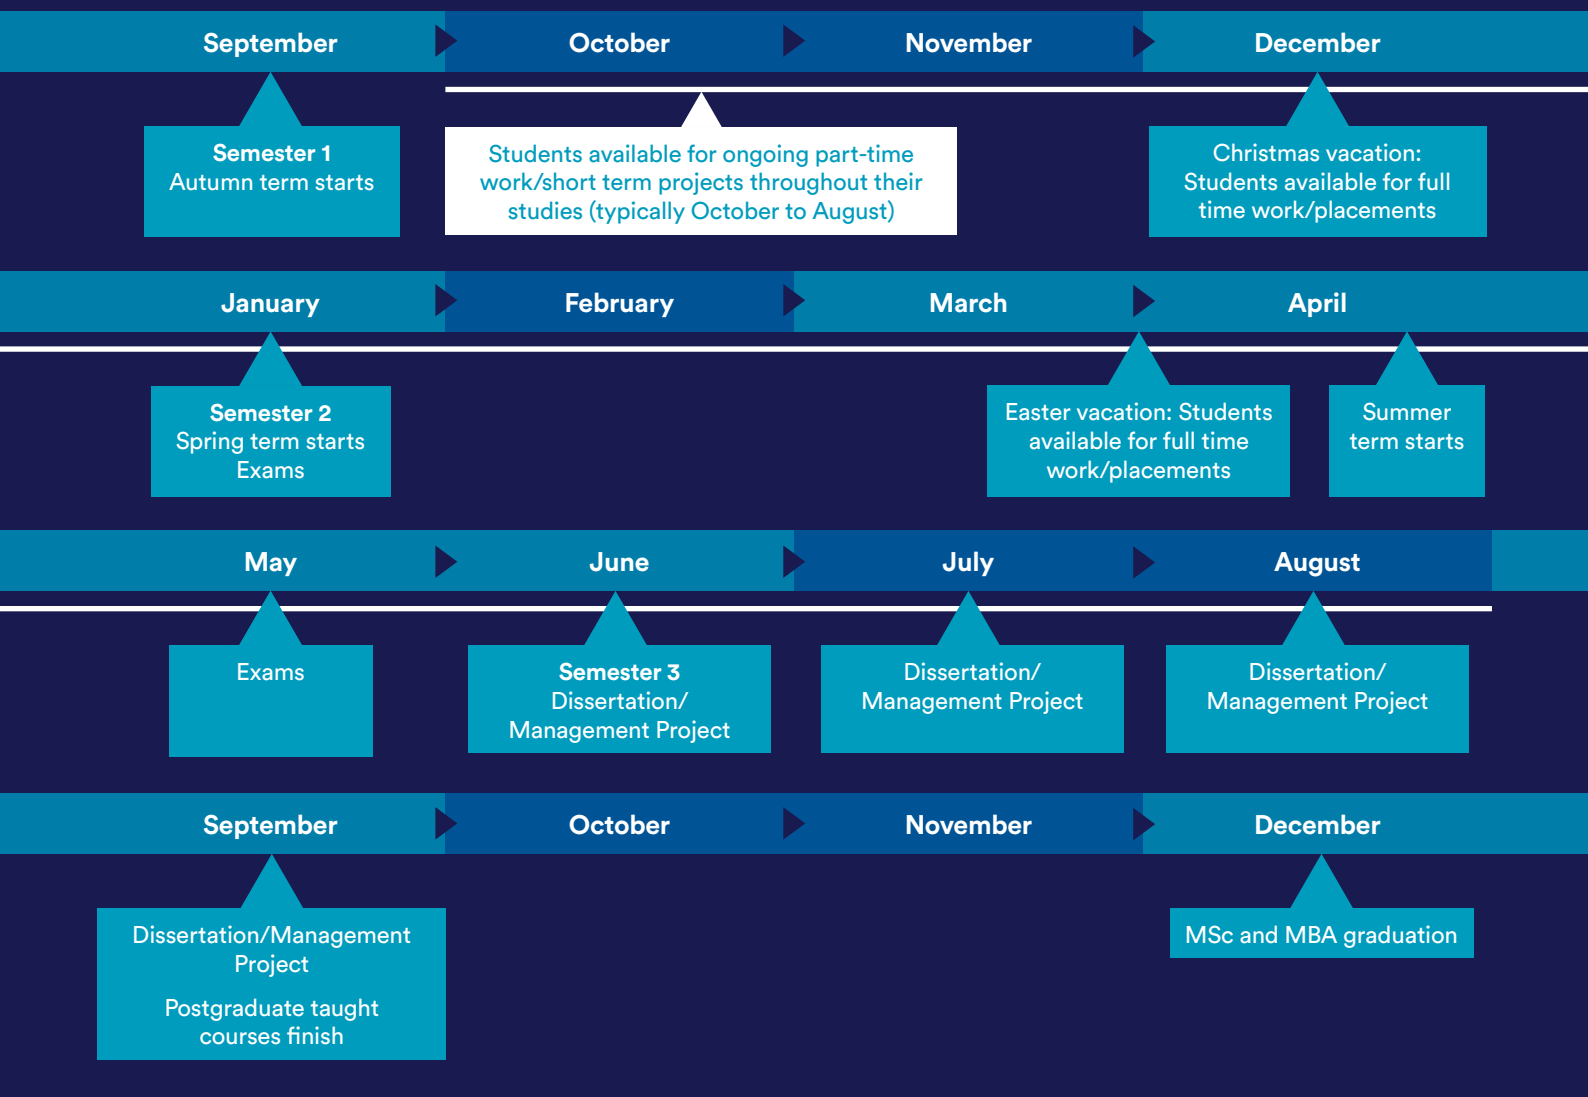 September
October
November
December
Semester 1
Autumn term starts
Students available for ongoing part-time
work/short term projects throughout their
studies (typically October to August)
Christmas vacation:
Students available for full
time work/placements
January
February
March
April
Semester 2
Spring term starts
Exams
Easter vacation: Students
available for full time
work/placements
Summer
term starts
May
June
July
August
Exams
Semester 3
Dissertation/
Management Project
Dissertation/
Management Project
Dissertation/
Management Project
September
October
November
December
Dissertation/Management
Project
Postgraduate taught
courses finish
MSc and MBA graduation